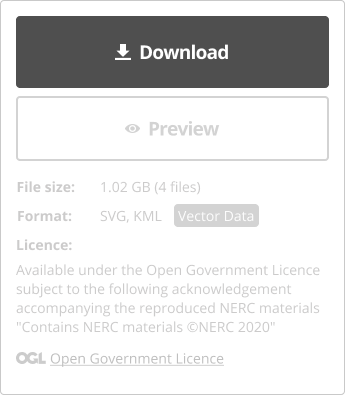 Download
Preview
File size: 1.02 GB (4 files)
Format: SVG, KML Vector Data
Licence:
Available under the Open Government Licence
subject to the following acknowledgement
accompanying the reproduced NERC materials
"Contains NERC materials ©NERC 2020"
OGL Open Government Licence